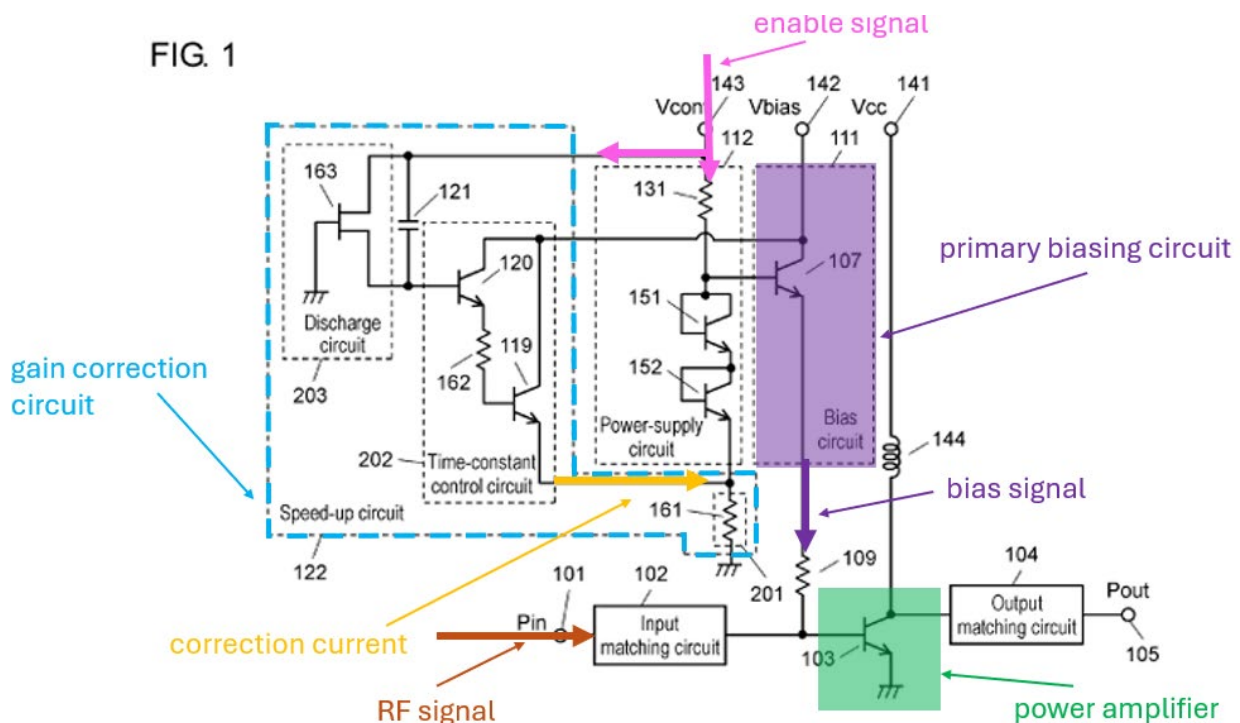 enable signal
FIG. 1
143
142
141
Vcont
Vbias
Vcc
112
111
163
121
131
120
107
primary biasing circuit
151
Discharge
circuit
119
152
gain correction
circuit
203
162
Power-supply
circuit
Bias
circuit
144
202
Time-constant
control circuit
161
bias signal
Speed-up circuit
109
104
122
101
102
201
Pin
Input
matching circuit
Output
matching circuit
Pout
correction current
103
105
RF signal
power amplifier